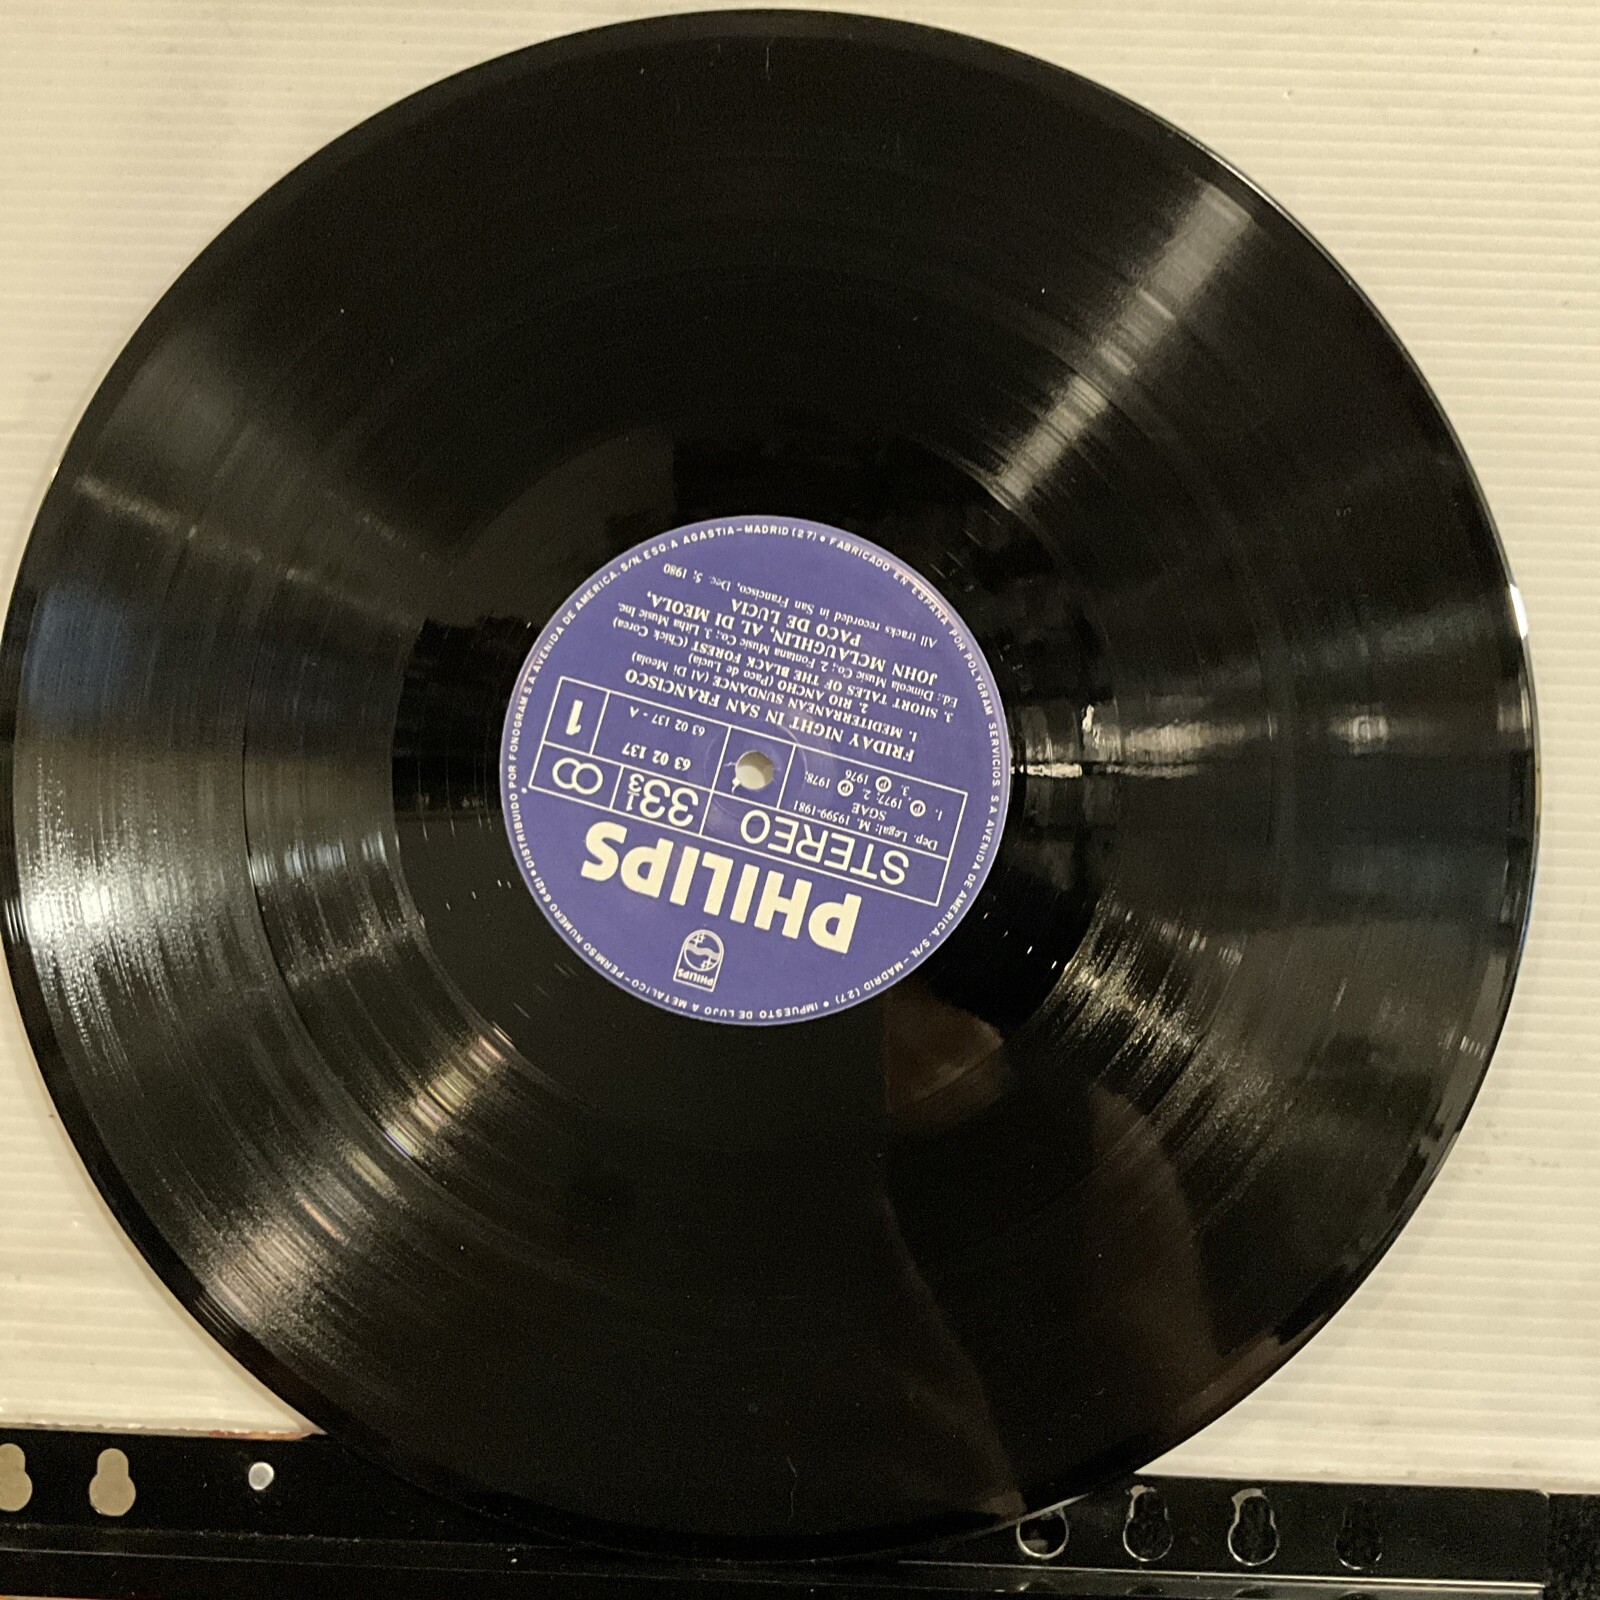 PHILIPS
PHILIPS
STEREO
33 1/3
Dep. Legal: M. 19599-1981
SGAE
1. Ⓟ 1977; 2. Ⓟ 1978;
3. Ⓟ 1976
63 02 137
63 02 137 - A
1
FRIDAY NIGHT IN SAN FRANCISCO
1. MEDITERRANEAN SUNDANCE (Al Di Meola)
2. RIO ANCHO (Paco de Lucía)
3. SHORT TALES OF THE BLACK FOREST (Chick Corea)
Ed.: Dimeola Music Co.; 2. Fontana Music Co.; 3. Litha Music Inc.
JOHN MCLAUGHLIN, AL DI MEOLA,
PACO DE LUCIA
All tracks recorded in San Francisco, Dec. 5; 1980
FABRICADO EN ESPAÑA POR POLYGRAM SERVICIOS S A AVENIDA DE AMERICA, S/N. - MADRID (27) • IMPUESTO DE LUJO A METALICO - PERMISO NUMERO 6421 • DISTRIBUIDO POR FONOGRAM S A AVENIDA DE AMERICA, S/N. ESQ.A AGASTIA - MADRID (27) •